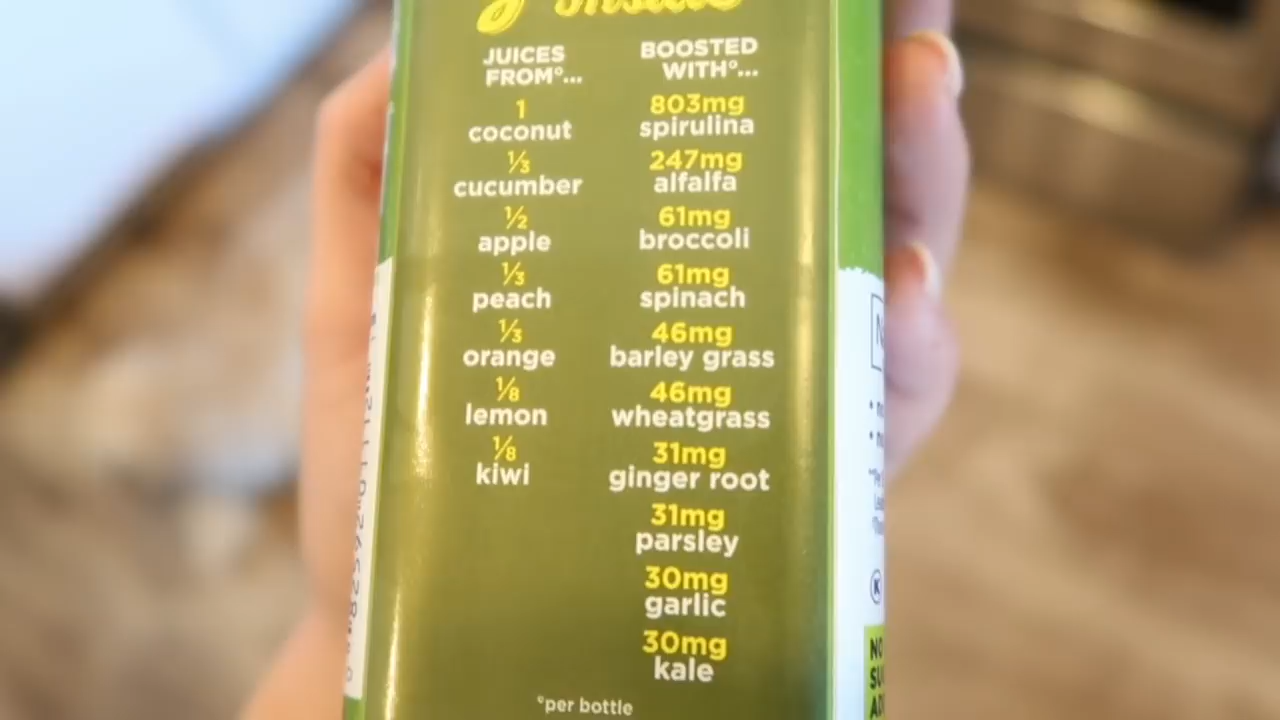 JUICES
FROM°...
1
coconut
⅓
cucumber
½
apple
⅓
peach
⅓
orange
⅛
lemon
⅛
kiwi
BOOSTED
WITH°...
803mg
spirulina
247mg
alfalfa
61mg
broccoli
61mg
spinach
46mg
barley grass
46mg
wheatgrass
31mg
ginger root
31mg
parsley
30mg
garlic
30mg
kale
°per bottle
NO